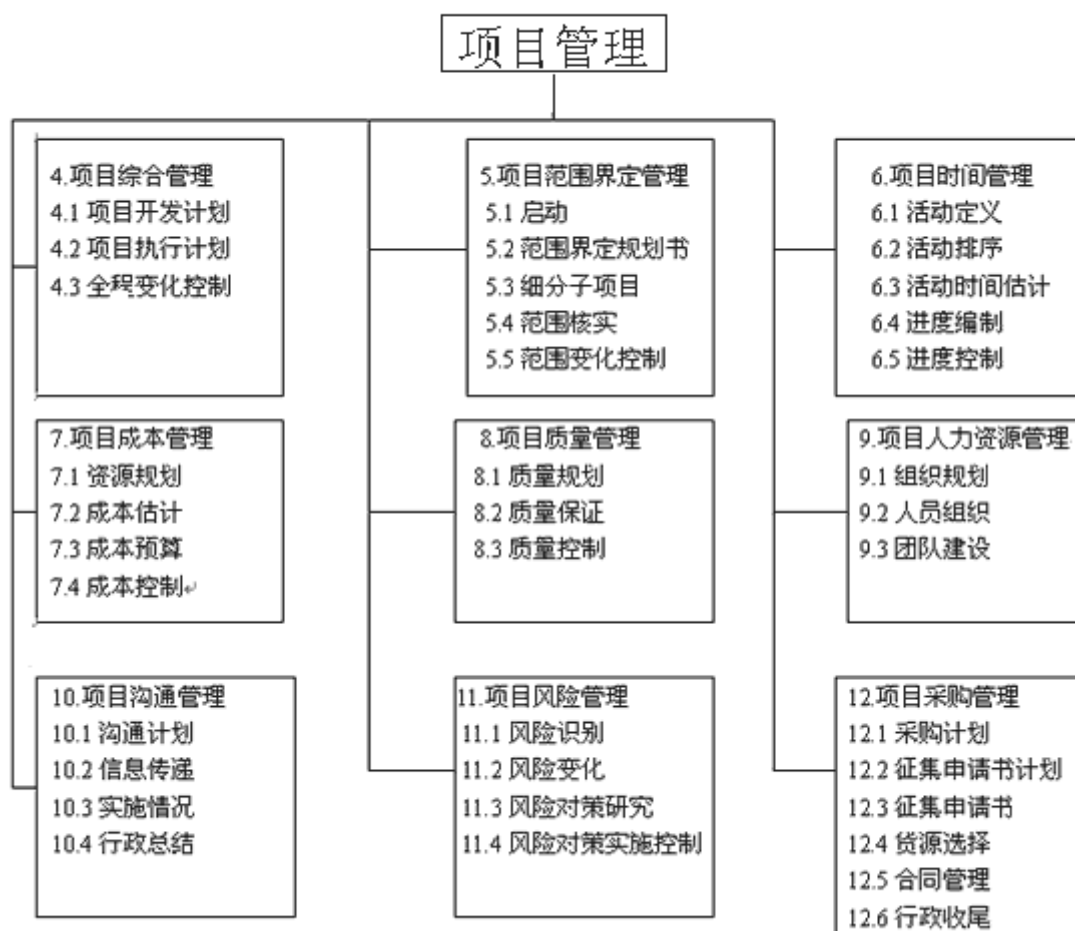 项目管理
4.项目综合管理
4.1 项目开发计划
4.2 项目执行计划
4.3 全程变化控制
5.项目范围界定管理
5.1 启动
5.2 范围界定规划书
5.3 细分子项目
5.4 范围核实
5.5 范围变化控制
6.项目时间管理
6.1 活动定义
6.2 活动排序
6.3 活动时间估计
6.4 进度编制
6.5 进度控制
7.项目成本管理
7.1 资源规划
7.2 成本估计
7.3 成本预算
7.4 成本控制↵
8.项目质量管理
8.1 质量规划
8.2 质量保证
8.3 质量控制
9.项目人力资源管理
9.1 组织规划
9.2 人员组织
9.3 团队建设
10.项目沟通管理
10.1 沟通计划
10.2 信息传递
10.3 实施情况
10.4 行政总结
11.项目风险管理
11.1 风险识别
11.2 风险变化
11.3 风险对策研究
11.4 风险对策实施控制
12.项目采购管理
12.1 采购计划
12.2 征集申请书计划
12.3 征集申请书
12.4 货源选择
12.5 合同管理
12.6 行政收尾